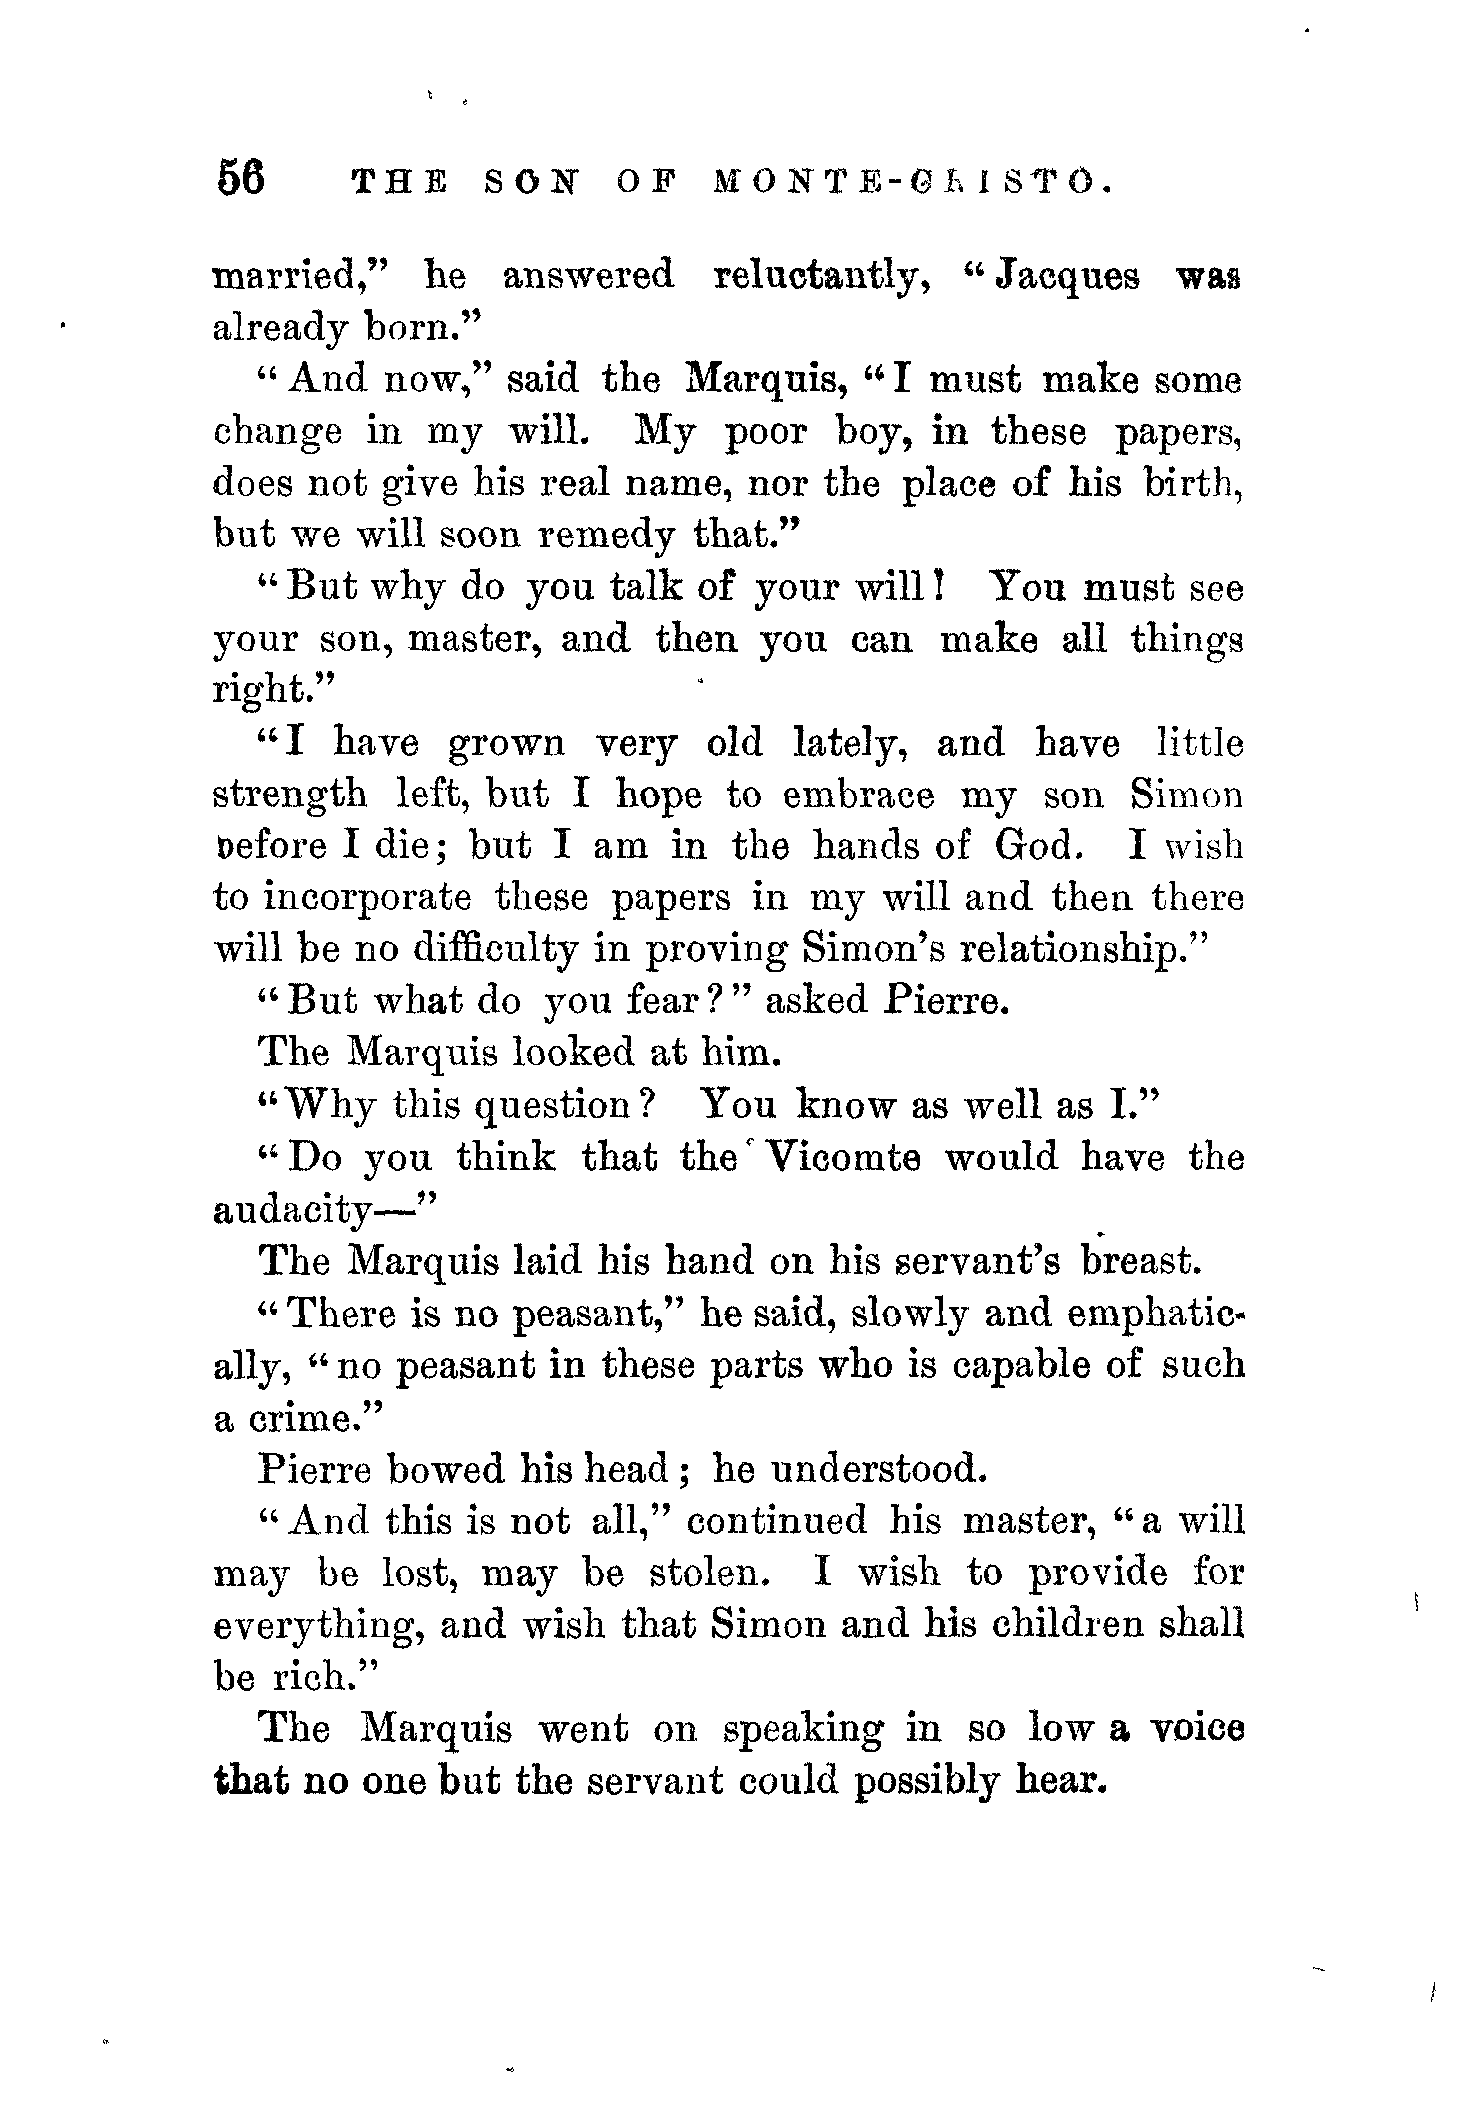 56 THE SON OF MONTE-CRISTO.
married,” he answered reluctantly, “Jacques was
already born.”
“And now,” said the Marquis, “I must make some
change in my will. My poor boy, in these papers,
does not give his real name, nor the place of his birth,
but we will soon remedy that.”
“But why do you talk of your will! You must see
your son, master, and then you can make all things
right.”
“I have grown very old lately, and have little
strength left, but I hope to embrace my son Simon
before I die; but I am in the hands of God. I wish
to incorporate these papers in my will and then there
will be no difficulty in proving Simon’s relationship.”
“But what do you fear?” asked Pierre.
The Marquis looked at him.
“Why this question? You know as well as I.”
“Do you think that the Vicomte would have the
audacity—”
The Marquis laid his hand on his servant’s breast.
“There is no peasant,” he said, slowly and emphatic-
ally, “no peasant in these parts who is capable of such
a crime.”
Pierre bowed his head; he understood.
“And this is not all,” continued his master, “a will
may be lost, may be stolen. I wish to provide for
everything, and wish that Simon and his children shall
be rich.”
The Marquis went on speaking in so low a voice
that no one but the servant could possibly hear.